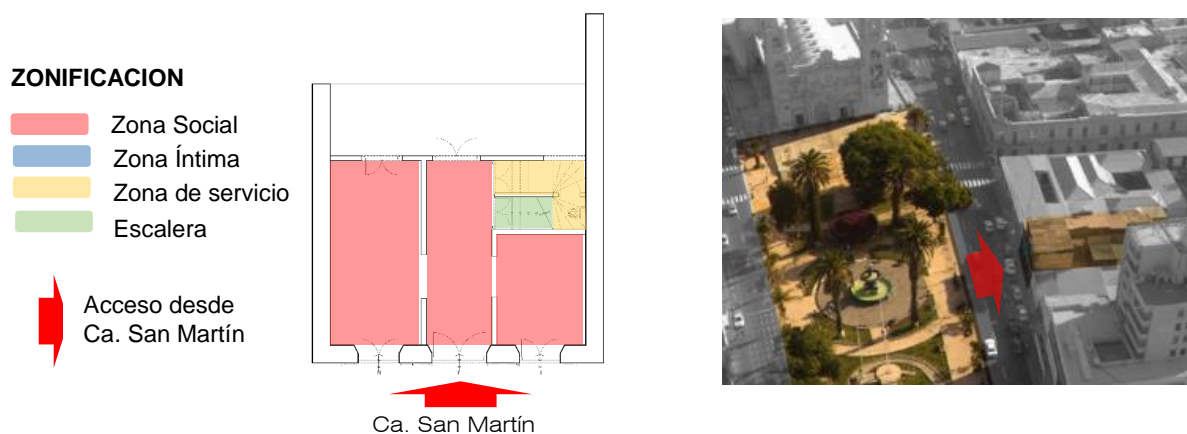 ZONIFICACION
Zona Social
Zona Íntima
Zona de servicio
Escalera
Acceso desde
Ca. San Martín
Ca. San Martín